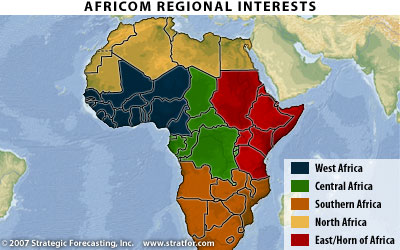 AFRICOM REGIONAL INTERESTS
West Africa
Central Africa
Southern Africa
North Africa
East/Horn of Africa
© 2007 Strategic Forecasting, Inc. www.stratfor.com